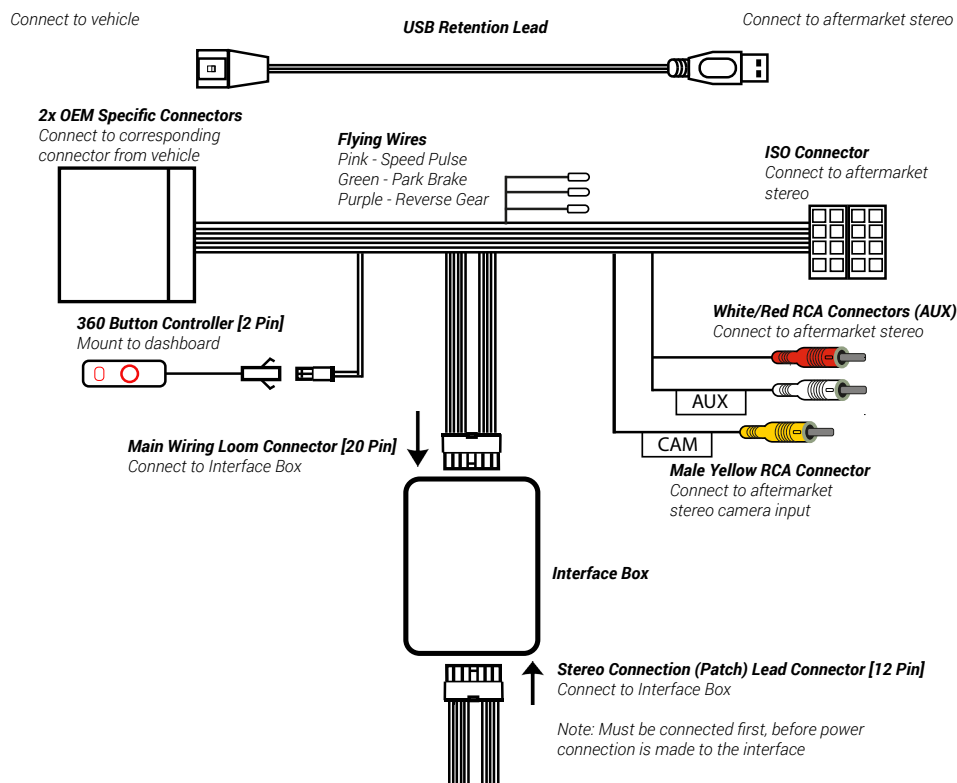 Connect to vehicle
USB Retention Lead
Connect to aftermarket stereo
2x OEM Specific Connectors
Connect to corresponding
connector from vehicle
Flying Wires
Pink - Speed Pulse
Green - Park Brake
Purple - Reverse Gear
ISO Connector
Connect to aftermarket
stereo
360 Button Controller [2 Pin]
Mount to dashboard
White/Red RCA Connectors (AUX)
Connect to aftermarket stereo
AUX
CAM
Main Wiring Loom Connector [20 Pin]
Connect to Interface Box
Male Yellow RCA Connector
Connect to aftermarket
stereo camera input
Interface Box
Stereo Connection (Patch) Lead Connector [12 Pin]
Connect to Interface Box
Note: Must be connected first, before power
connection is made to the interface